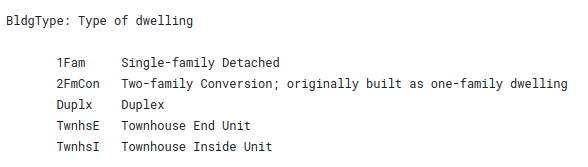 BldgType: Type of dwelling
1Fam Single-family Detached
2FmCon Two-family Conversion; originally built as one-family dwelling
Duplx Duplex
TwnhsE Townhouse End Unit
TwnhsI Townhouse Inside Unit